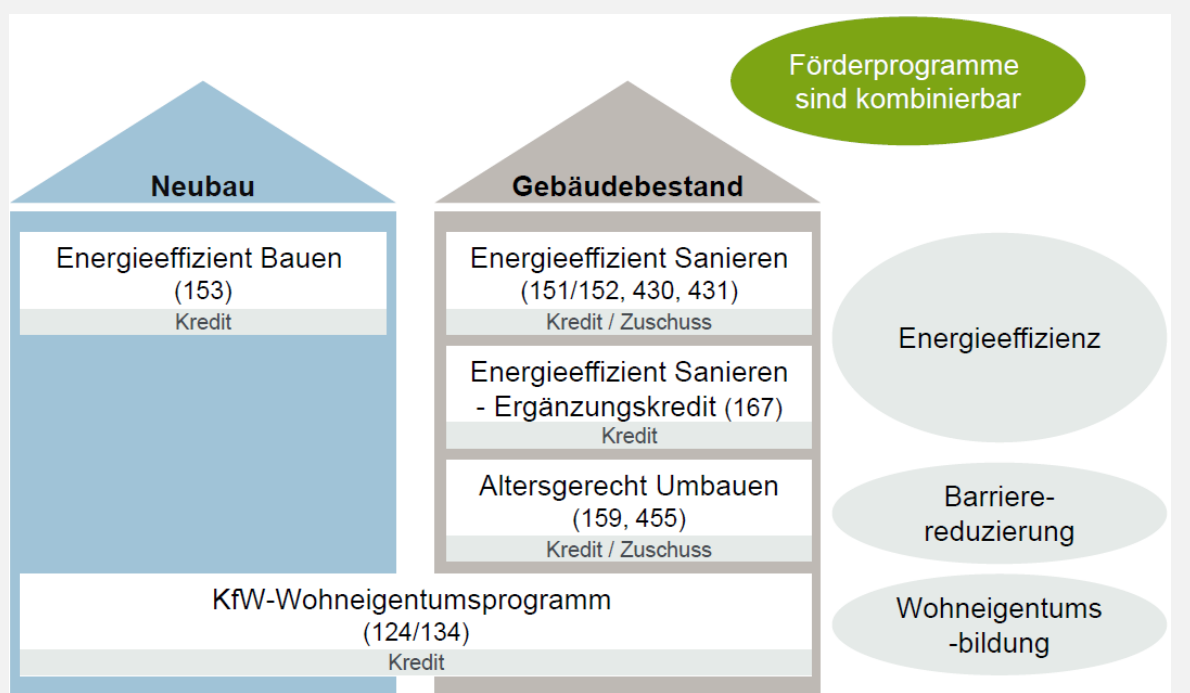 Förderprogramme
sind kombinierbar
Neubau
Gebäudebestand
Energieeffizient Bauen
(153)
Kredit
Energieeffizient Sanieren
(151/152, 430, 431)
Kredit / Zuschuss
Energieeffizienz
Energieeffizient Sanieren
- Ergänzungskredit (167)
Kredit
Altersgerecht Umbauen
(159, 455)
Kredit / Zuschuss
Barriere-
reduzierung
KfW-Wohneigentumsprogramm
(124/134)
Kredit
Wohneigentums
-bildung